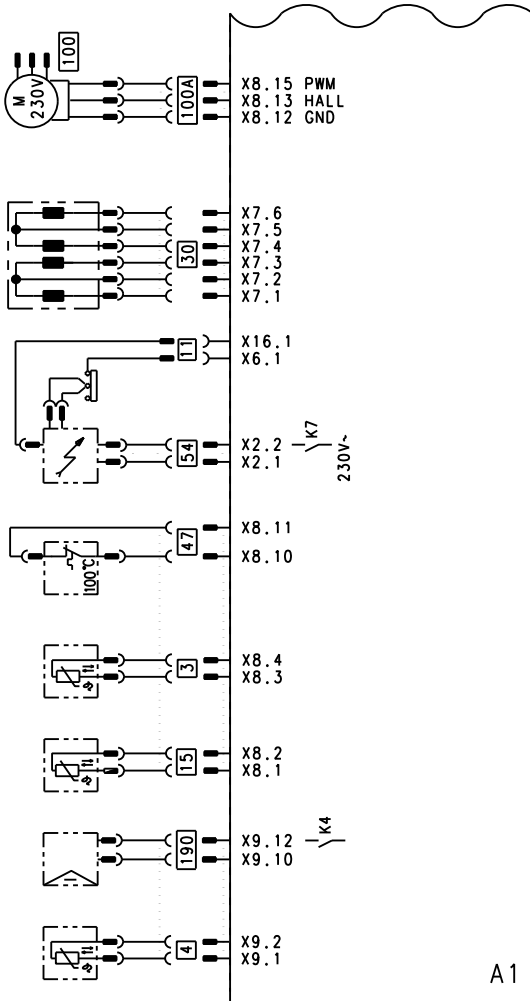 100
M
230V
100A
X8.15 PWM
X8.13 HALL
X8.12 GND
30
X7.6
X7.5
X7.4
X7.3
X7.2
X7.1
11
X16.1
X6.1
54
X2.2
X2.1
K7
230V~
47
X8.11
X8.10
100°C
3
X8.4
X8.3
15
X8.2
X8.1
190
X9.12
X9.10
K4
4
X9.2
X9.1
A1